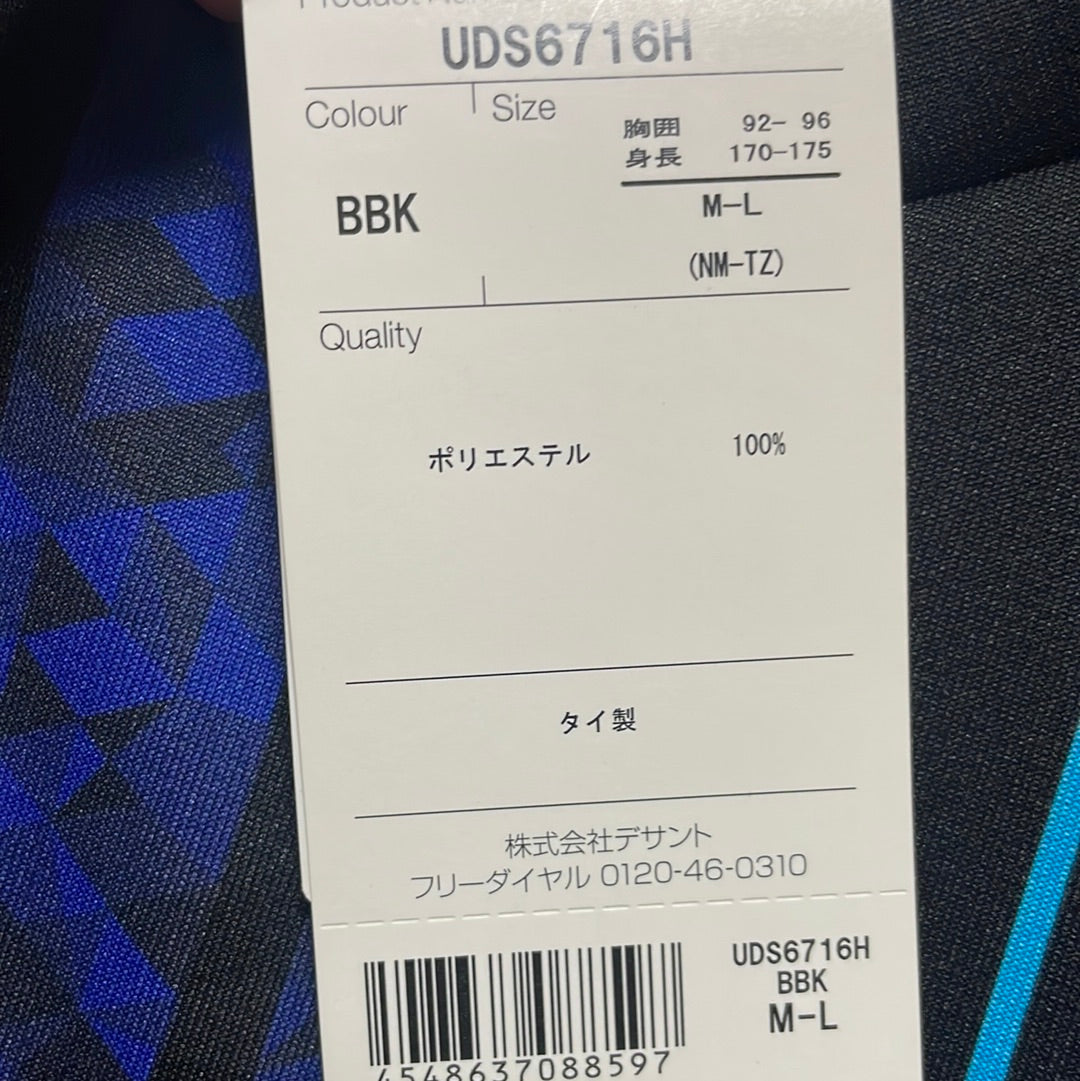 UDS6716H
Colour
Size
胸囲 92- 96
身長 170-175
BBK
M-L
(NM-TZ)
Quality
ポリエステル 100%
タイ製
株式会社デサント
フリーダイヤル 0120-46-0310
UDS6716H
BBK
M-L
4548637088597